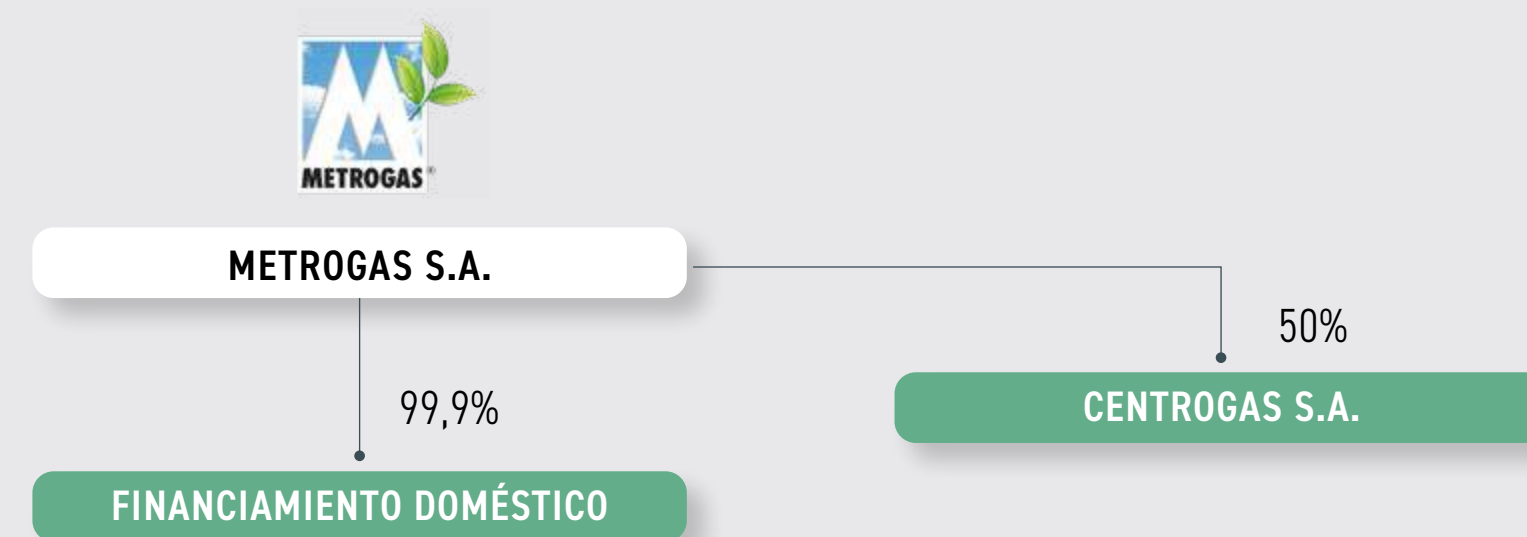 METROGAS®
METROGAS S.A.
50%
99,9%
CENTROGAS S.A.
FINANCIAMIENTO DOMÉSTICO